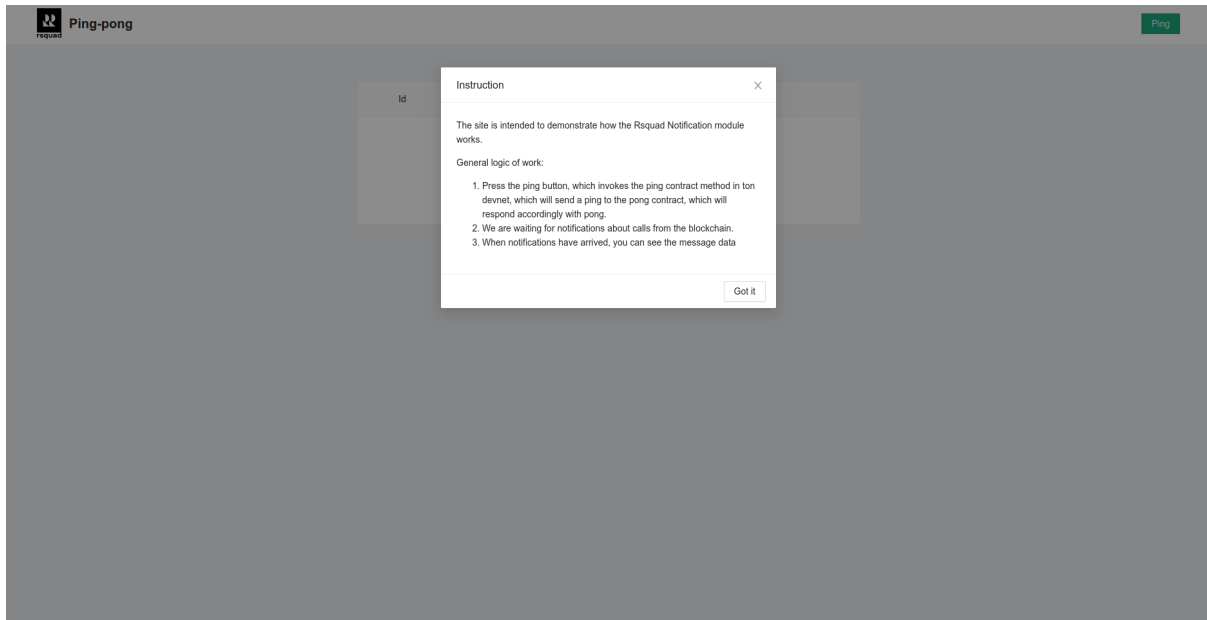 rsquad
Ping-pong
Ping
Id
Instruction
The site is intended to demonstrate how the Rsquad Notification module
works.
General logic of work:
1. Press the ping button, which invokes the ping contract method in ton
devnet, which will send a ping to the pong contract, which will
respond accordingly with pong.
2. We are waiting for notifications about calls from the blockchain.
3. When notifications have arrived, you can see the message data
Got it